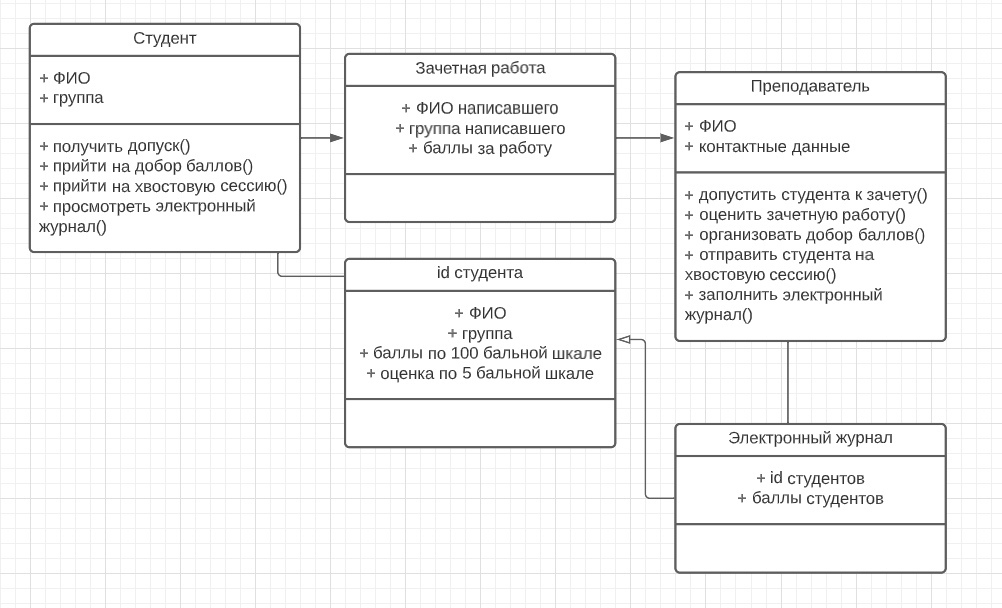 Студент
+ ФИО
+ группа
+ получить допуск()
+ прийти на добор баллов()
+ прийти на хвостовую сессию()
+ просмотреть электронный
журнал()
Зачетная работа
+ ФИО написавшего
+ группа написавшего
+ баллы за работу
Преподаватель
+ ФИО
+ контактные данные
+ допустить студента к зачету()
+ оценить зачетную работу()
+ организовать добор баллов()
+ отправить студента на
хвостовую сессию()
+ заполнить электронный
журнал()
id студента
+ ФИО
+ группа
+ баллы по 100 бальной шкале
+ оценка по 5 бальной шкале
Электронный журнал
+ id студентов
+ баллы студентов